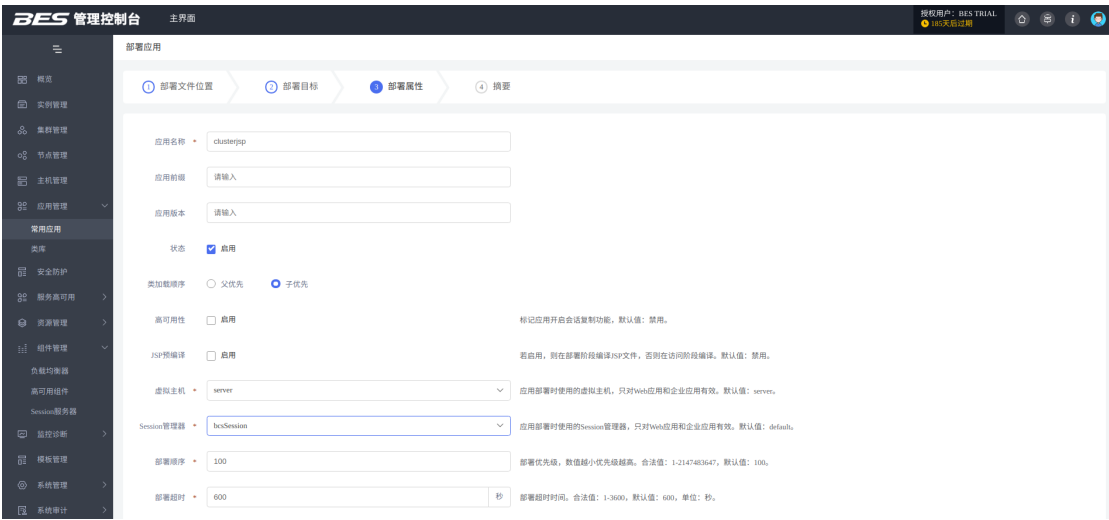 BES 管理控制台
主界面
授权用户：BES TRIAL
185天后过期
部署应用
概览
实例管理
集群管理
节点管理
主机管理
应用管理
常用应用
类库
安全防护
服务高可用
资源管理
组件管理
负载均衡器
高可用组件
Session服务器
监控诊断
模板管理
系统管理
系统审计
1 部署文件位置
2 部署目标
3 部署属性
4 摘要
应用名称 * clusterjsp
应用前缀 请输入
应用版本 请输入
状态 启用
类加载顺序 父优先 子优先
高可用性 启用 标记应用开启会话复制功能，默认值：禁用。
JSP预编译 启用 若启用，则在部署阶段编译JSP文件，否则在访问阶段编译。默认值：禁用。
虚拟主机 * server 应用部署时使用的虚拟主机，只对Web应用和企业应用有效。默认值：server。
Session管理器 * bcsSession 应用部署时使用的Session管理器，只对Web应用和企业应用有效。默认值：default。
部署顺序 * 100 部署优先级，数值越小优先级越高。合法值：1-2147483647，默认值：100。
部署超时 * 600 秒 部署超时时间。合法值：1-3600，默认值：600，单位：秒。